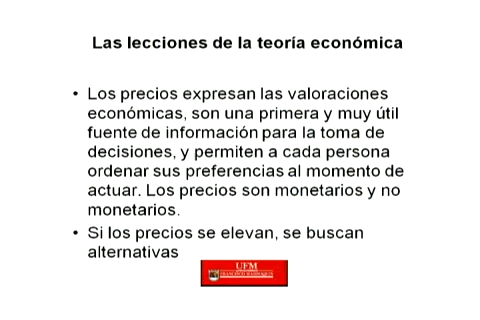 Las lecciones de la teoría económica
• Los precios expresan las valoraciones
económicas, son una primera y muy útil
fuente de información para la toma de
decisiones, y permiten a cada persona
ordenar sus preferencias al momento de
actuar. Los precios son monetarios y no
monetarios.
• Si los precios se elevan, se buscan
alternativas
UFM
FRANCISCO MARROQUIN